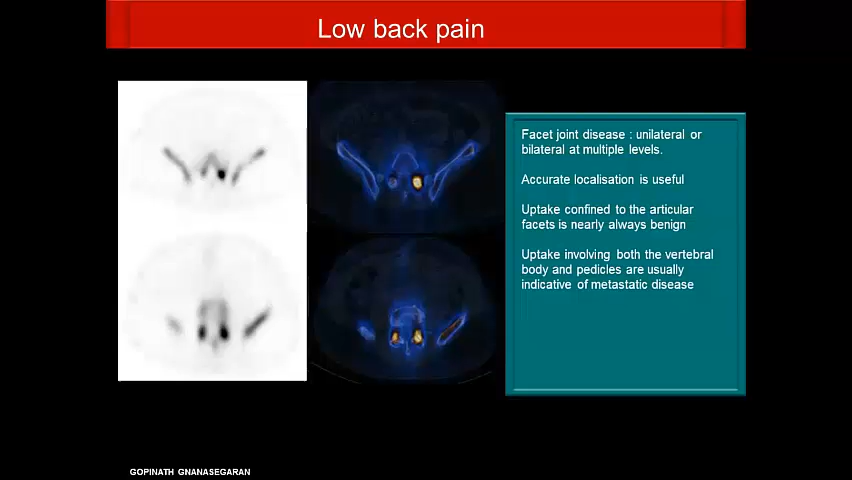 Low back pain
Facet joint disease : unilateral or
bilateral at multiple levels.
Accurate localisation is useful
Uptake confined to the articular
facets is nearly always benign
Uptake involving both the vertebral
body and pedicles are usually
indicative of metastatic disease
GOPINATH GNANASEGARAN